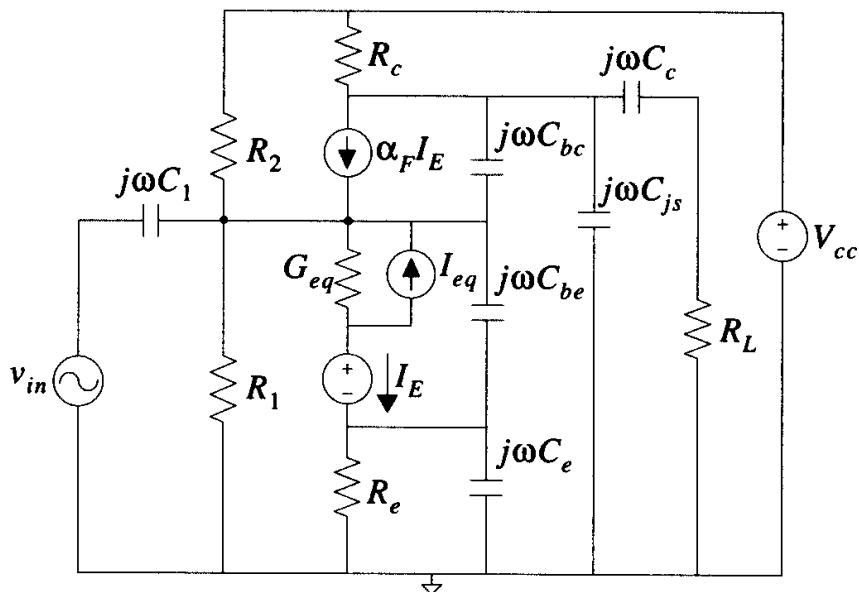 R_c
jωC_c
R_2
α_F I_E
jωC_bc
jωC_1
jωC_js
G_eq
I_eq
V_cc
jωC_be
R_L
v_in
R_1
I_E
jωC_e
R_e